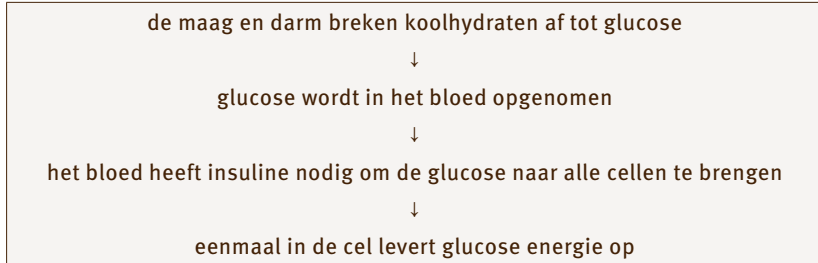 de maag en darm breken koolhydraten af tot glucose
↓
glucose wordt in het bloed opgenomen
↓
het bloed heeft insuline nodig om de glucose naar alle cellen te brengen
↓
eenmaal in de cel levert glucose energie op